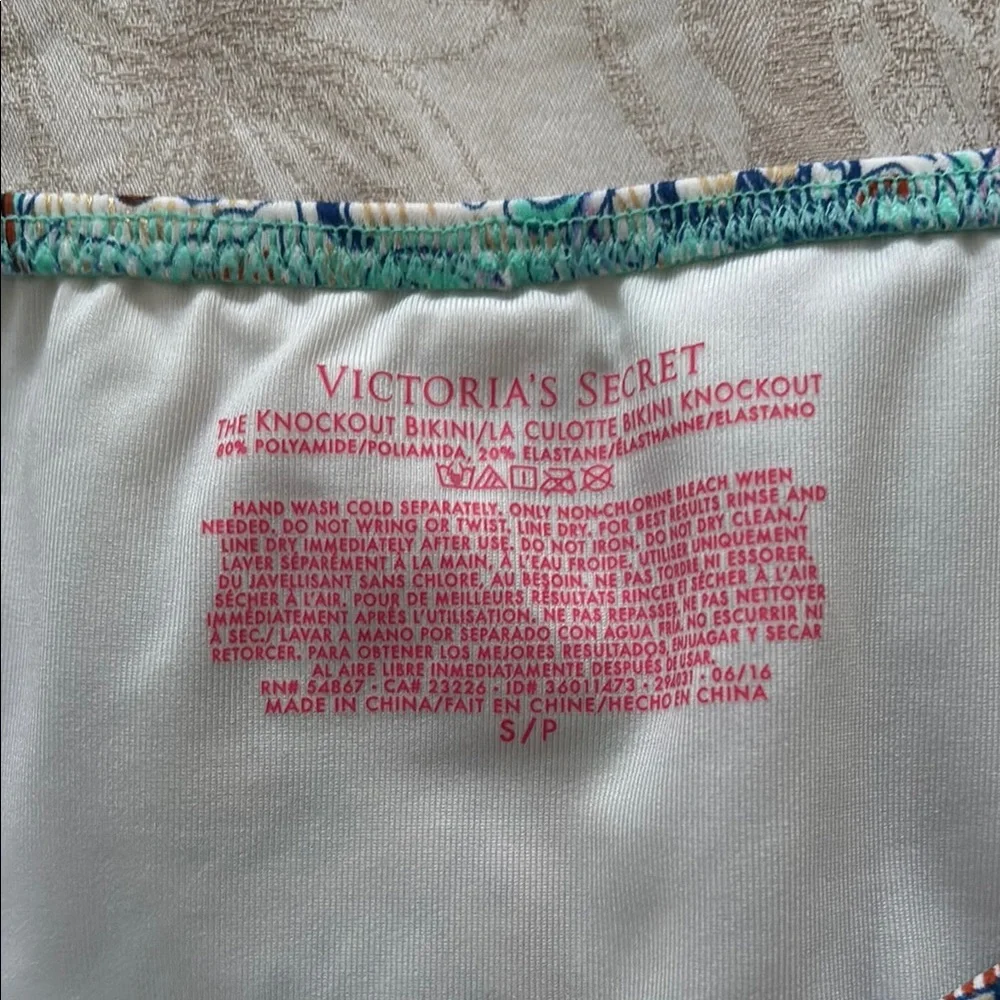 VICTORIA'S SECRET
THE KNOCKOUT BIKINI/LA CULOTTE BIKINI KNOCKOUT
80% POLYAMIDE/POLIAMIDA, 20% ELASTANE/ÉLASTHANNE/ELASTANO
HAND WASH COLD SEPARATELY. ONLY NON-CHLORINE BLEACH WHEN
NEEDED. DO NOT WRING OR TWIST. LINE DRY. FOR BEST RESULTS RINSE AND
LINE DRY IMMEDIATELY AFTER USE. DO NOT IRON. DO NOT DRY CLEAN./
LAVER SÉPARÉMENT À LA MAIN, À L'EAU FROIDE. UTILISER UNIQUEMENT
DU JAVELLISANT SANS CHLORE, AU BESOIN. NE PAS TORDRE NI ESSORER.
SÉCHER À L'AIR. POUR DE MEILLEURS RÉSULTATS RINCER ET SÉCHER À L'AIR
IMMÉDIATEMENT APRÉS L'UTILISATION. NE PAS REPASSER. NE PAS NETTOYER
À SEC./ LAVAR A MANO POR SEPARADO CON AGUA FRÍA. NO ESCURRIR NI
RETORCER. PARA OBTENER LOS MEJORES RESULTADOS, ENJUAGAR Y SECAR
AL AIRE LIBRE INMEDIATAMENTE DESPUÉS DE USAR.
RN# 54867 · CA# 23226 · ID# 36011473 · 294031 · 06/16
MADE IN CHINA/FAIT EN CHINE/HECHO EN CHINA
S/P